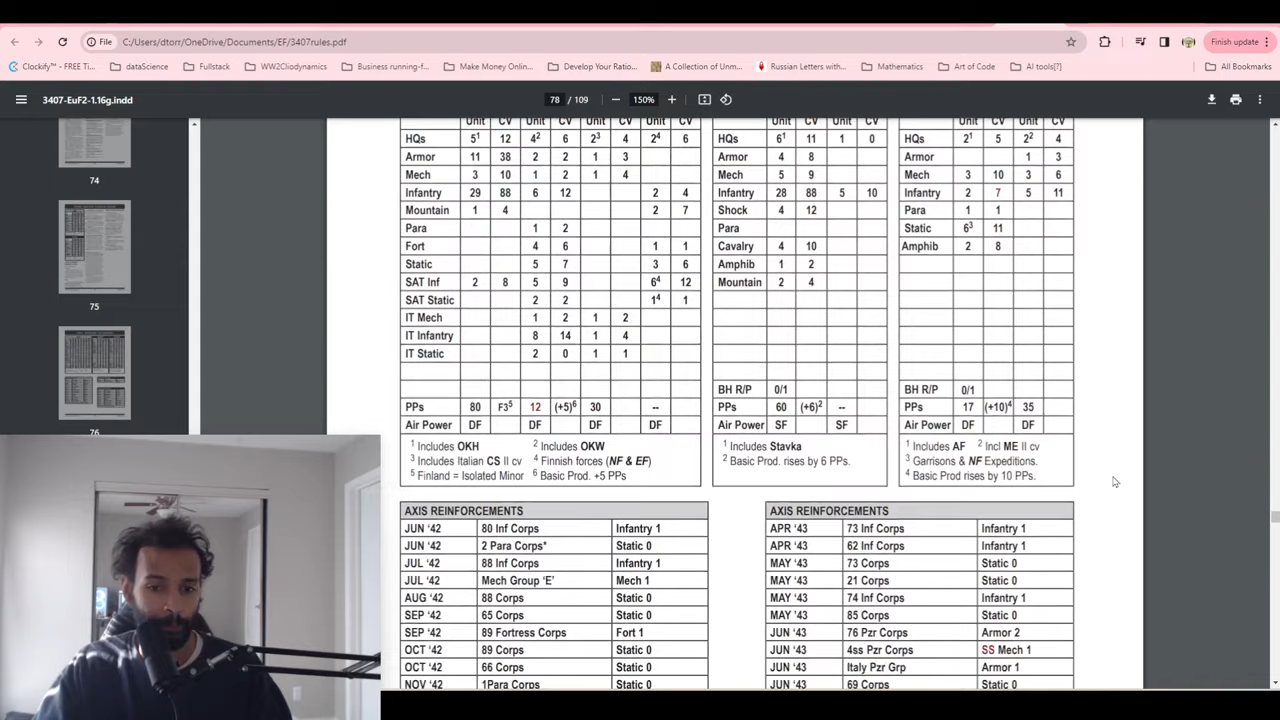 File C:/Users/dtorr/OneDrive/Documents/EF/3407rules.pdf Finish update
Clockify™ - FREE Ti... dataScience Fullstack WW2Cliodynamics Business running-f... Make Money Onlin... Develop Your Ratio... A Collection of Unm... Russian Letters with... Mathematics Art of Code AI tools[?] All Bookmarks
3407-EuF2-1.16g.indd 78 / 109 150%
74
75
76
Unit CV Unit CV Unit CV Unit CV Unit CV Unit CV Unit CV Unit CV
HQs 5¹ 12 4² 6 2³ 4 2⁴ 6 HQs 6¹ 11 1 0 HQs 2¹ 5 2² 4
Armor 11 38 2 2 1 3 Armor 4 8 Armor 1 3
Mech 3 10 1 2 1 4 Mech 5 9 Mech 3 10 3 6
Infantry 29 88 6 12 2 4 Infantry 28 88 5 10 Infantry 2 7 5 11
Mountain 1 4 2 7 Shock 4 12 Para 1 1
Para 1 2 Para Static 6³ 11
Fort 4 6 1 1 Cavalry 4 10 Amphib 2 8
Static 5 7 3 6 Amphib 1 2
SAT Inf 2 8 5 9 6⁴ 12 Mountain 2 4
SAT Static 2 2 1⁴ 1
IT Mech 1 2 1 2
IT Infantry 8 14 1 4
IT Static 2 0 1 1
BH R/P 0/1 BH R/P 0/1
PPs 80 F3⁵ 12 (+5)⁶ 30 -- PPs 60 (+6)² -- PPs 17 (+10)⁴ 35
Air Power DF DF DF DF Air Power SF SF Air Power DF DF
¹ Includes OKH ² Includes OKW ¹ Includes Stavka ¹ Includes AF ² Incl ME II cv
³ Includes Italian CS II cv ⁴ Finnish forces (NF & EF) ² Basic Prod. rises by 6 PPs. ³ Garrisons & NF Expeditions.
⁵ Finland = Isolated Minor ⁶ Basic Prod. +5 PPs ⁴ Basic Prod rises by 10 PPs.
AXIS REINFORCEMENTS AXIS REINFORCEMENTS
JUN ‘42 80 Inf Corps Infantry 1 APR ‘43 73 Inf Corps Infantry 1
JUN ‘42 2 Para Corps* Static 0 APR ‘43 62 Inf Corps Infantry 1
JUL ‘42 88 Inf Corps Infantry 1 MAY ‘43 73 Corps Static 0
JUL ‘42 Mech Group ‘E’ Mech 1 MAY ‘43 21 Corps Static 0
AUG ‘42 88 Corps Static 0 MAY ‘43 74 Inf Corps Infantry 1
SEP ‘42 65 Corps Static 0 MAY ‘43 85 Corps Static 0
SEP ‘42 89 Fortress Corps Fort 1 JUN ‘43 76 Pzr Corps Armor 2
OCT ‘42 89 Corps Static 0 JUN ‘43 4ss Pzr Corps SS Mech 1
OCT ‘42 66 Corps Static 0 JUN ‘43 Italy Pzr Grp Armor 1
NOV ‘42 1Para Corps Static 0 JUN ‘43 69 Corps Static 0